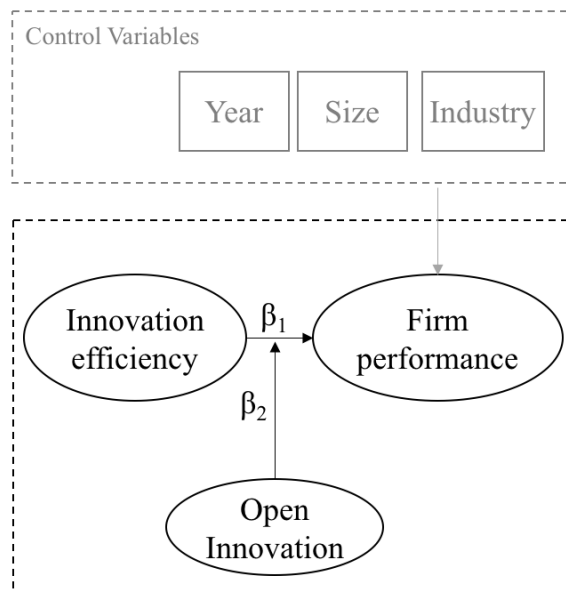 Control Variables
Year
Size
Industry
Innovation
efficiency
β₁
Firm
performance
β₂
Open
Innovation